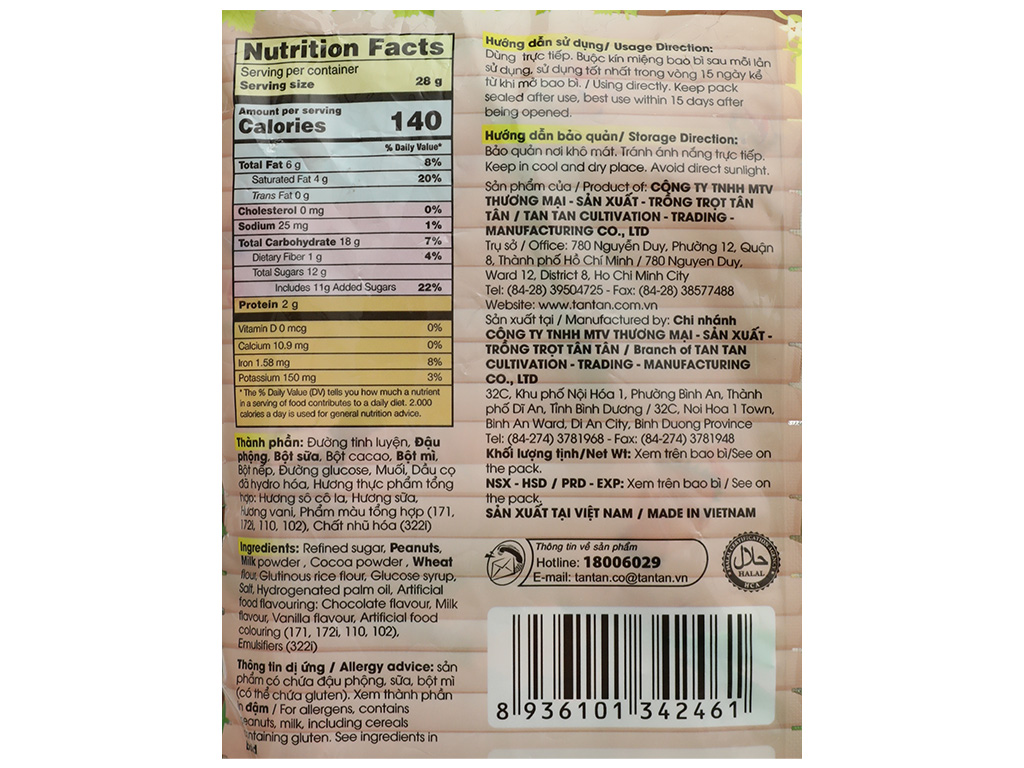 Nutrition Facts
Serving per container
Serving size 28 g
Amount per serving
Calories 140
% Daily Value*
Total Fat 6 g 8%
Saturated Fat 4 g 20%
Trans Fat 0 g
Cholesterol 0 mg 0%
Sodium 25 mg 1%
Total Carbohydrate 18 g 7%
Dietary Fiber 1 g 4%
Total Sugars 12 g
Includes 11g Added Sugars 22%
Protein 2 g
Vitamin D 0 mcg 0%
Calcium 10.9 mg 0%
Iron 1.58 mg 8%
Potassium 150 mg 3%
* The % Daily Value (DV) tells you how much a nutrient
in a serving of food contributes to a daily diet. 2.000
calories a day is used for general nutrition advice.
Thành phần: Đường tinh luyện, Đậu
phộng, Bột sữa, Bột cacao, Bột mì,
Bột nếp, Đường glucose, Muối, Dầu cọ
đã hydro hóa, Hương thực phẩm tổng
hợp: Hương sô cô la, Hương sữa,
Hương vani, Phẩm màu tổng hợp (171,
172i, 110, 102), Chất nhũ hóa (322i)
Ingredients: Refined sugar, Peanuts,
Milk powder , Cocoa powder , Wheat
flour, Glutinous rice flour, Glucose syrup,
Salt, Hydrogenated palm oil, Artificial
food flavouring: Chocolate flavour, Milk
flavour, Vanilla flavour, Artificial food
colouring (171, 172i, 110, 102),
Emulsifiers (322i)
Thông tin dị ứng / Allergy advice: sản
phẩm có chứa đậu phộng, sữa, bột mì
(có thể chứa gluten). Xem thành phần
đậm / For allergens, contains
peanuts, milk, including cereals
containing gluten. See ingredients in
Hướng dẫn sử dụng/ Usage Direction:
Dùng trực tiếp. Buộc kín miệng bao bì sau mỗi lần
sử dụng, sử dụng tốt nhất trong vòng 15 ngày kể
từ khi mở bao bì. / Using directly. Keep pack
sealed after use, best use within 15 days after
being opened.
Hướng dẫn bảo quản/ Storage Direction:
Bảo quản nơi khô mát. Tránh ánh nắng trực tiếp.
Keep in cool and dry place. Avoid direct sunlight.
Sản phẩm của / Product of: CÔNG TY TNHH MTV
THƯƠNG MẠI - SẢN XUẤT - TRỒNG TRỌT TÂN
TÂN / TAN TAN CULTIVATION - TRADING -
MANUFACTURING CO., LTD
Trụ sở / Office: 780 Nguyễn Duy, Phường 12, Quận
8, Thành phố Hồ Chí Minh / 780 Nguyen Duy,
Ward 12, District 8, Ho Chi Minh City
Tel: (84-28) 39504725 - Fax: (84-28) 38577488
Website: www.tantan.com.vn
Sản xuất tại / Manufactured by: Chi nhánh
CÔNG TY TNHH MTV THƯƠNG MẠI - SẢN XUẤT -
TRỒNG TRỌT TÂN TÂN / Branch of TAN TAN
CULTIVATION - TRADING - MANUFACTURING
CO., LTD
32C, Khu phố Nội Hóa 1, Phường Bình An, Thành
phố Dĩ An, Tỉnh Bình Dương / 32C, Noi Hoa 1 Town,
Binh An Ward, Di An City, Binh Duong Province
Tel: (84-274) 3781968 - Fax: (84-274) 3781948
Khối lượng tịnh/Net Wt: Xem trên bao bì/See on
the pack.
NSX - HSD / PRD - EXP: Xem trên bao bì / See on
the pack.
SẢN XUẤT TẠI VIỆT NAM / MADE IN VIETNAM
Thông tin về sản phẩm
Hotline: 18006029
E-mail: tantan.co@tantan.vn
حلال
HALAL
HCA
8 936101 342461